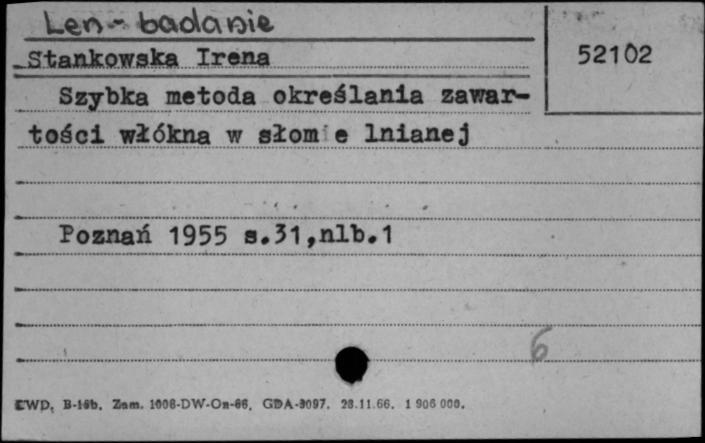 Len - badanie
Stankowska Irena
52102
Szybka metoda określania zawar-
tości włókna w słomie lnianej
Poznań 1955 s.31,nlb.1
6
CWD, B-16b. Zam. 1008-DW-On-66. GDA-3097. 28.11.66. 1 906 000.